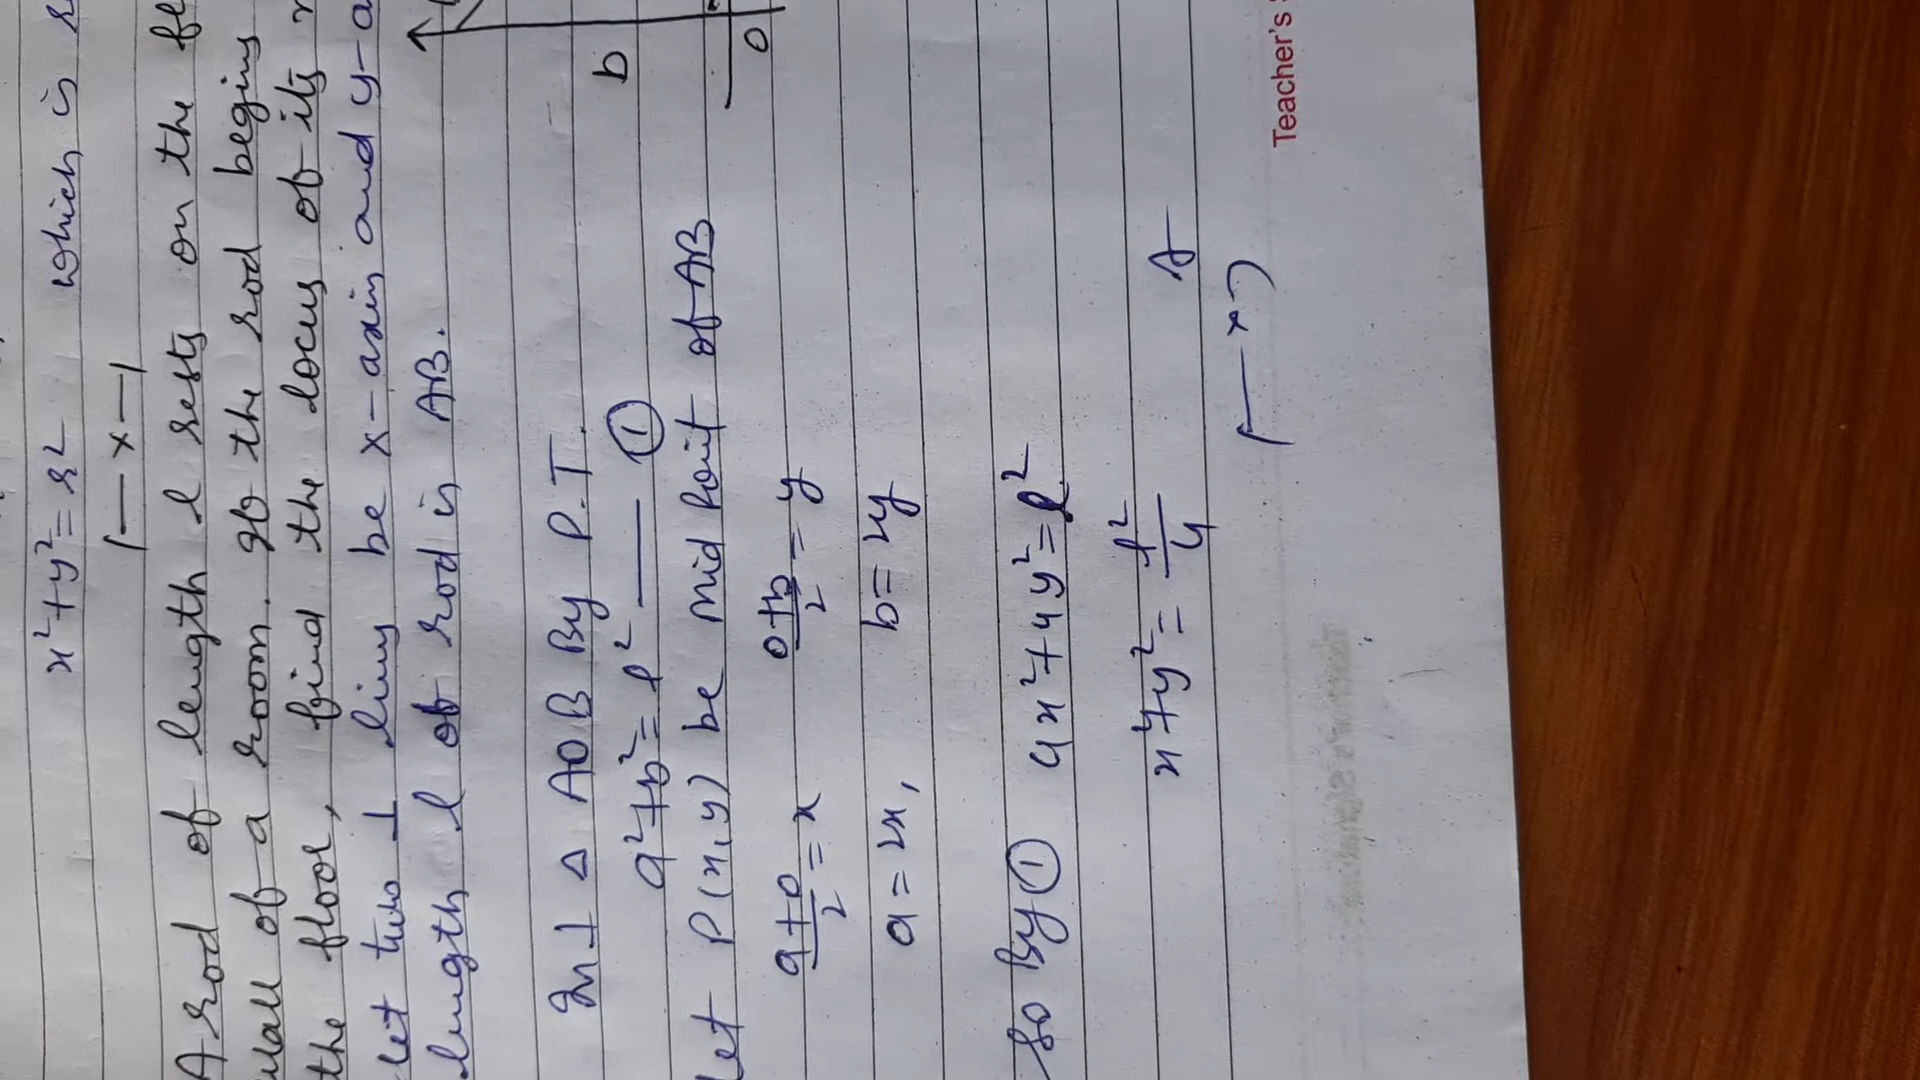 x²+y²=r² which is
|— x —|
A rod of length l rests on the
wall of a room. If the rod begins
the floor, find the locus of its
let two ⊥ lines be x-axis and y-a
length l of rod is AB.
b
O
In ⊥ △ AOB By P.T.
a²+b²=l² —— ①
let P(x,y) be mid point of AB
a+0/2 = x 0+b/2 = y
a=2x, b=2y
So By ① 4x²+4y²=l²
x²+y²= l²/4 A
|— x —|
Teacher's